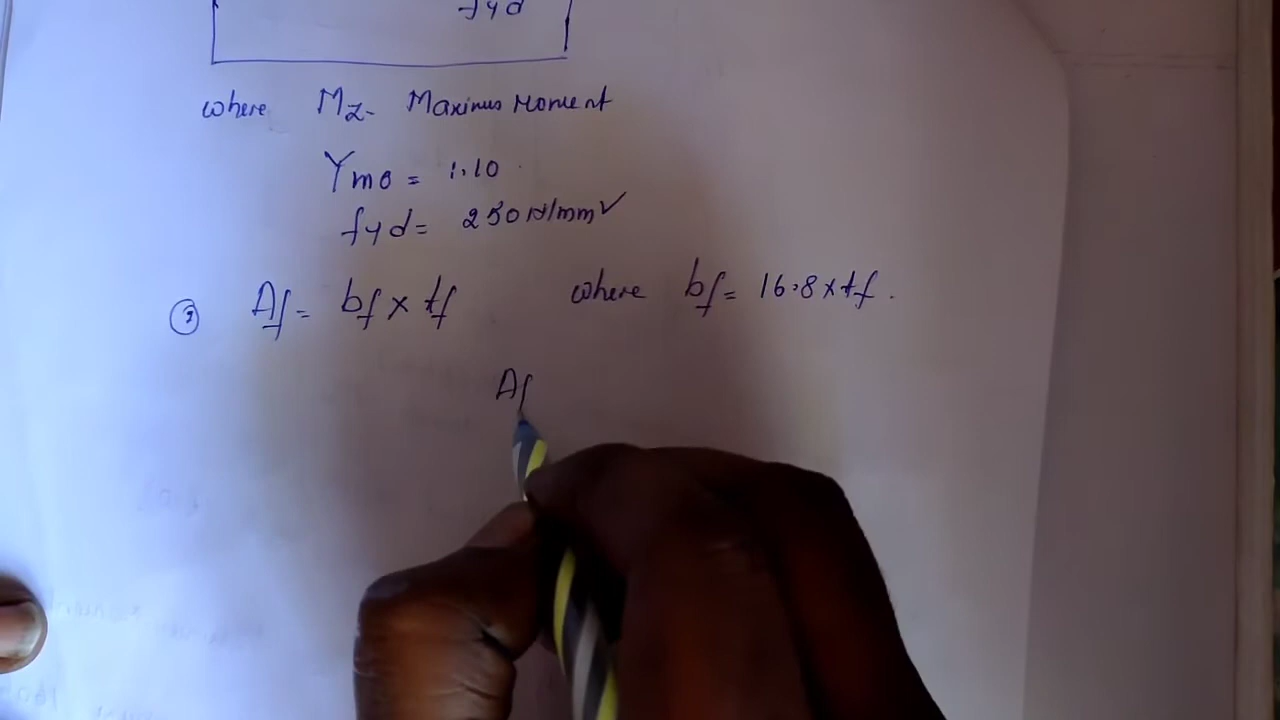 fyd
where Mz- Maximus Moment
Ymo = 1.10
fyd = 250 N/mm√
3 Af = bf x tf where bf = 16.8 x tf.
Af